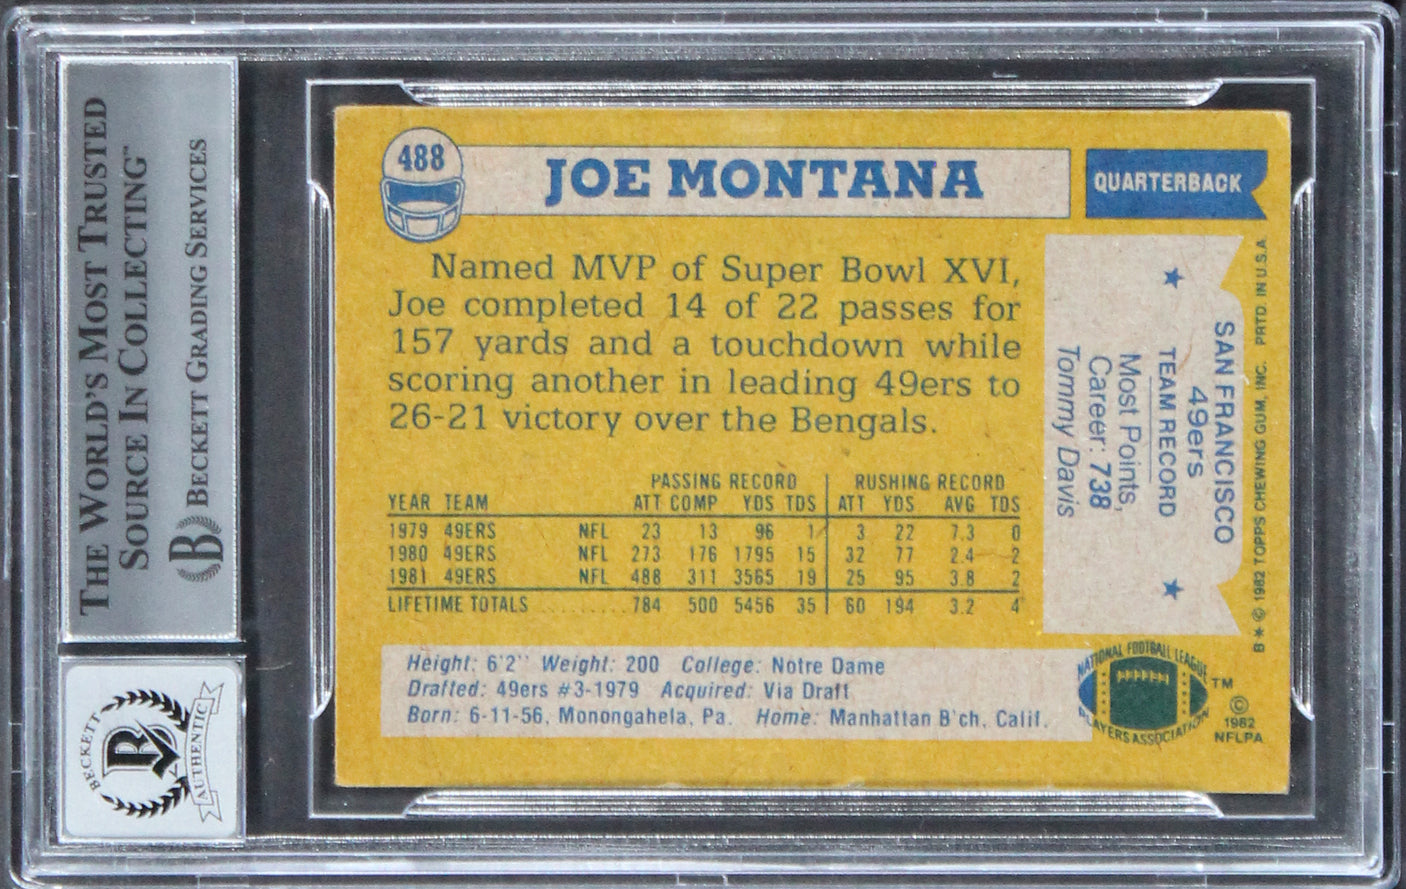 THE WORLD'S MOST TRUSTED
SOURCE IN COLLECTING™
B BECKETT GRADING SERVICES
BECKETT
B
AUTHENTIC
488
JOE MONTANA
QUARTERBACK
Named MVP of Super Bowl XVI,
Joe completed 14 of 22 passes for
157 yards and a touchdown while
scoring another in leading 49ers to
26-21 victory over the Bengals.
PASSING RECORD RUSHING RECORD
YEAR TEAM ATT COMP YDS TDS ATT YDS AVG TDS
1979 49ERS NFL 23 13 96 1 3 22 7.3 0
1980 49ERS NFL 273 176 1795 15 32 77 2.4 2
1981 49ERS NFL 488 311 3565 19 25 95 3.8 2
LIFETIME TOTALS ......... 784 500 5456 35 60 194 3.2 4
Height: 6'2" Weight: 200 College: Notre Dame
Drafted: 49ers #3-1979 Acquired: Via Draft
Born: 6-11-56, Monongahela, Pa. Home: Manhattan B'ch, Calif.
SAN FRANCISCO
49ers
★ TEAM RECORD ★
Most Points,
Career: 738
Tommy Davis
B★ © 1982 TOPPS CHEWING GUM, INC. PRTD. IN U.S.A.
NATIONAL FOOTBALL LEAGUE
PLAYERS ASSOCIATION
TM
©
1982
NFLPA